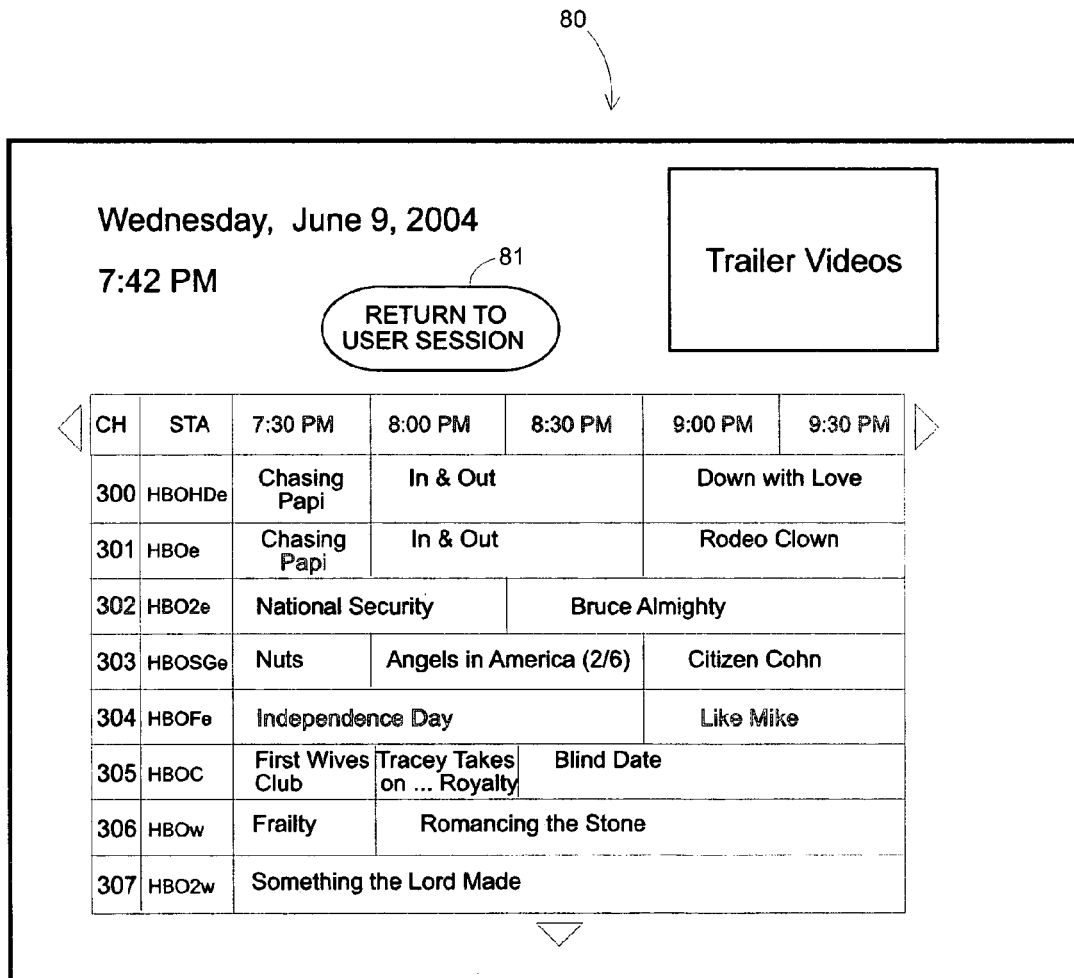 80
Wednesday, June 9, 2004
7:42 PM
81
RETURN TO
USER SESSION
Trailer Videos
CH STA 7:30 PM 8:00 PM 8:30 PM 9:00 PM 9:30 PM
300 HBOHDe Chasing Papi In & Out Down with Love
301 HBOe Chasing Papi In & Out Rodeo Clown
302 HBO2e National Security Bruce Almighty
303 HBOSGe Nuts Angels in America (2/6) Citizen Cohn
304 HBOFe Independence Day Like Mike
305 HBOC First Wives Club Tracey Takes on ... Royalty Blind Date
306 HBOw Frailty Romancing the Stone
307 HBO2w Something the Lord Made